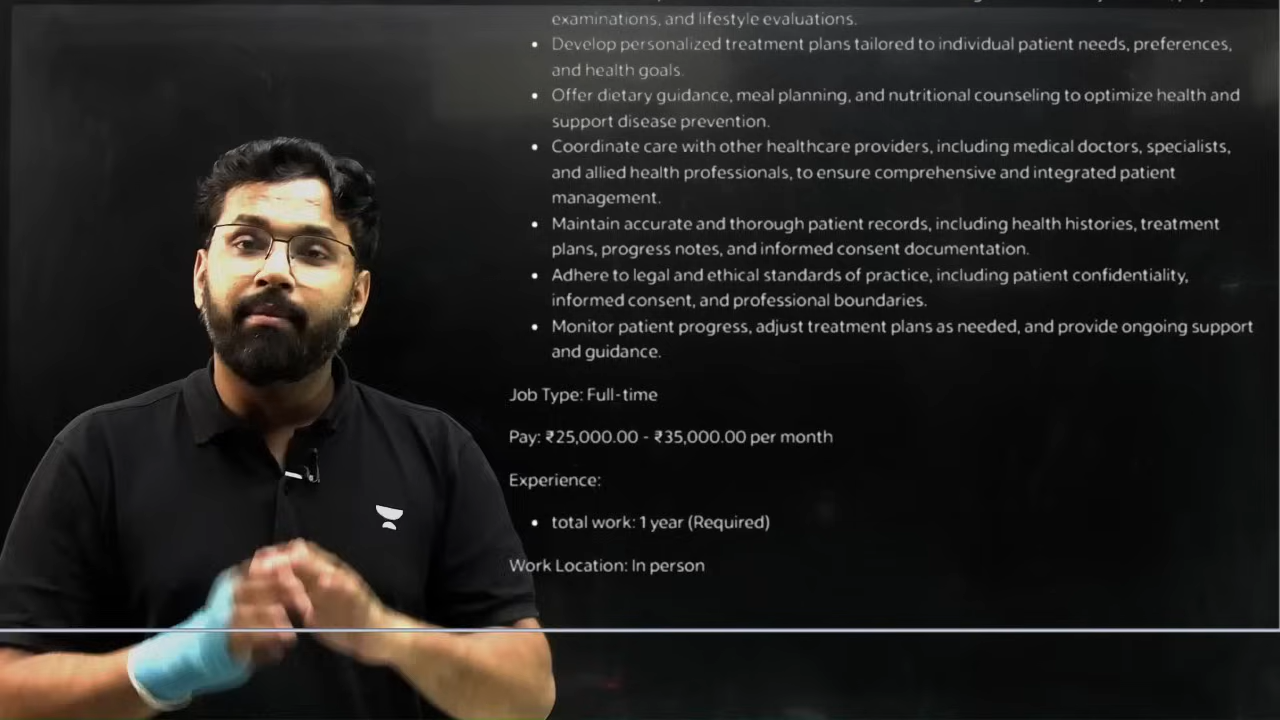 examinations, and lifestyle evaluations.
• Develop personalized treatment plans tailored to individual patient needs, preferences,
and health goals.
• Offer dietary guidance, meal planning, and nutritional counseling to optimize health and
support disease prevention.
• Coordinate care with other healthcare providers, including medical doctors, specialists,
and allied health professionals, to ensure comprehensive and integrated patient
management.
• Maintain accurate and thorough patient records, including health histories, treatment
plans, progress notes, and informed consent documentation.
• Adhere to legal and ethical standards of practice, including patient confidentiality,
informed consent, and professional boundaries.
• Monitor patient progress, adjust treatment plans as needed, and provide ongoing support
and guidance.
Job Type: Full-time
Pay: ₹25,000.00 - ₹35,000.00 per month
Experience:
• total work: 1 year (Required)
Work Location: In person